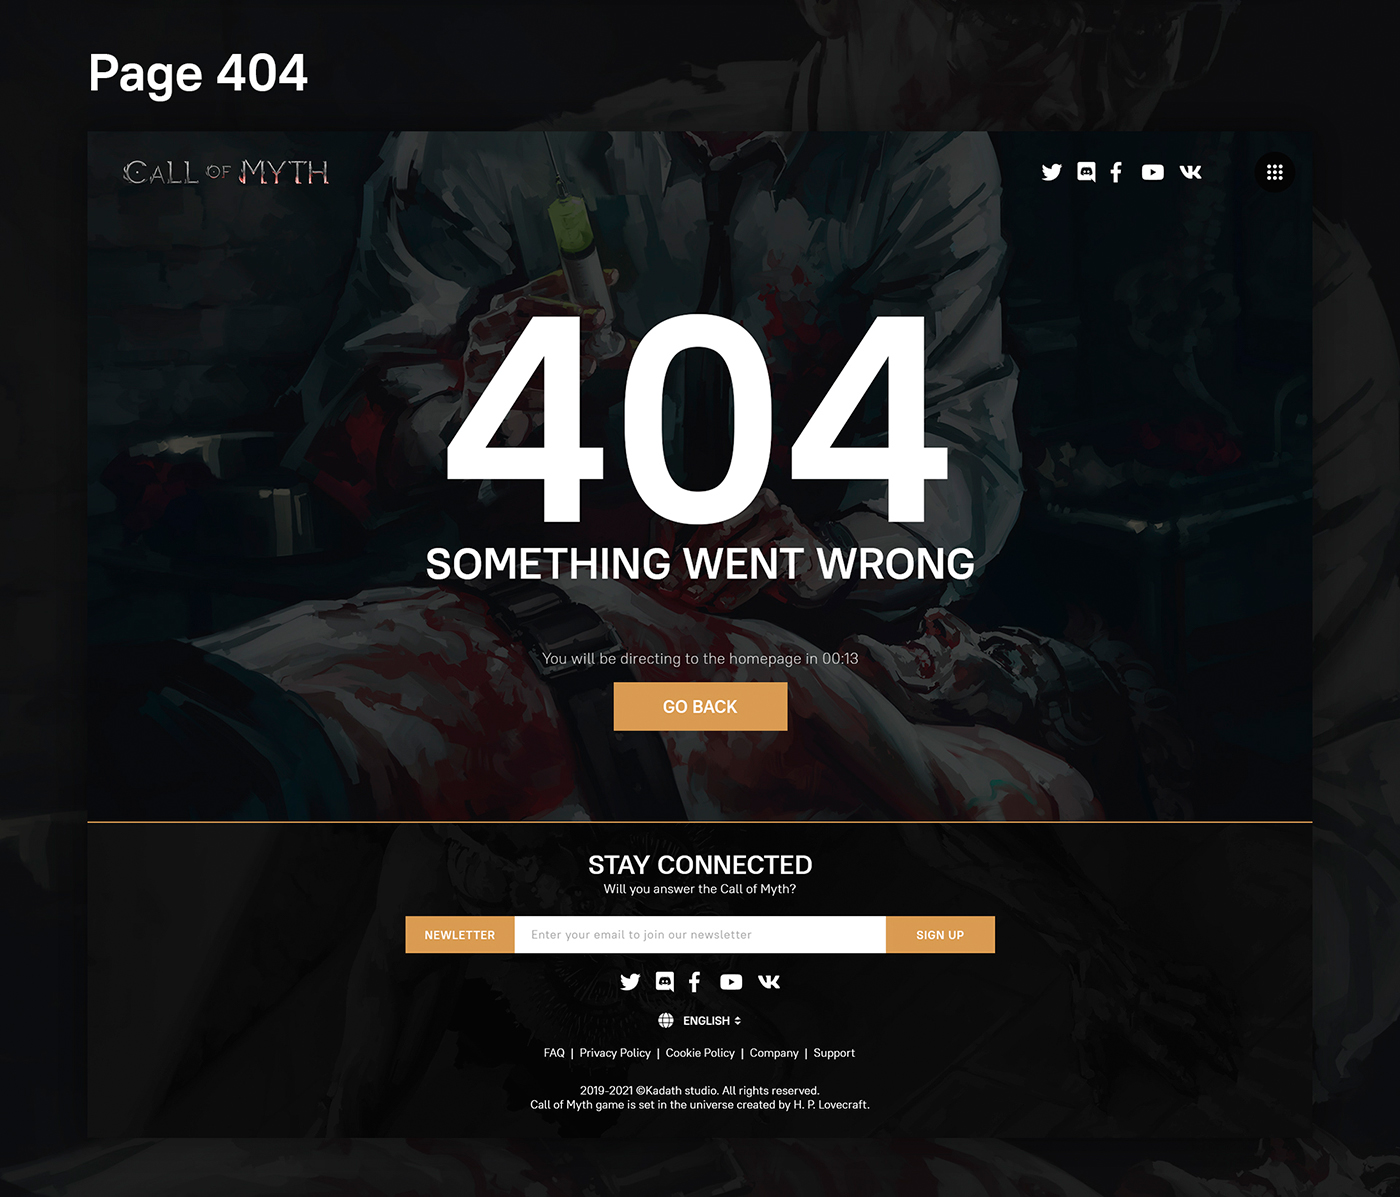 Page 404
CALL OF MYTH
404
SOMETHING WENT WRONG
You will be directing to the homepage in 00:13
GO BACK
STAY CONNECTED
Will you answer the Call of Myth?
NEWLETTER Enter your email to join our newsletter SIGN UP
ENGLISH
FAQ | Privacy Policy | Cookie Policy | Company | Support
2019-2021 ©Kadath studio. All rights reserved.
Call of Myth game is set in the universe created by H. P. Lovecraft.